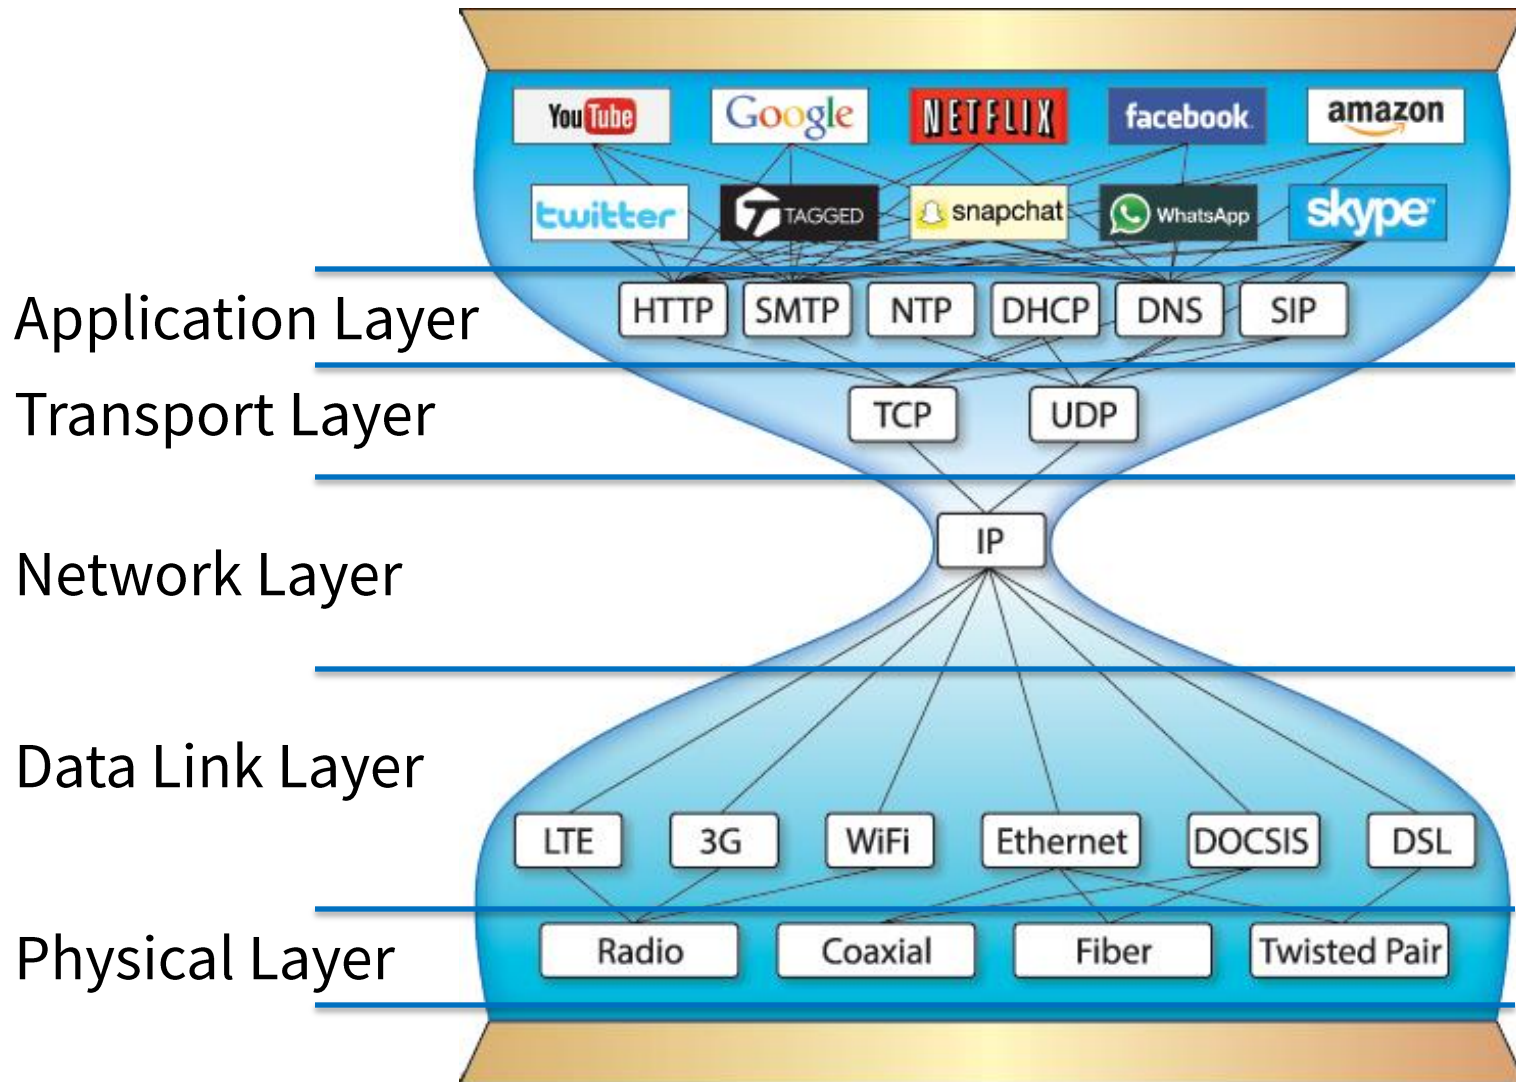 YouTube Google NETFLIX facebook amazon
twitter TAGGED snapchat WhatsApp skype
Application Layer HTTP SMTP NTP DHCP DNS SIP
Transport Layer TCP UDP
Network Layer IP
Data Link Layer
LTE 3G WiFi Ethernet DOCSIS DSL
Physical Layer Radio Coaxial Fiber Twisted Pair